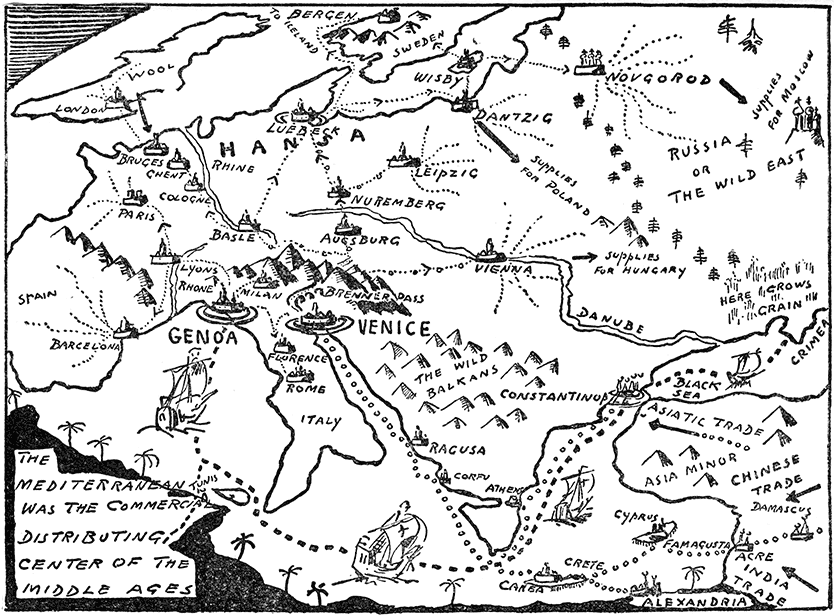 TO ICELAND
BERGEN
SWEDEN
WOOL
LONDON
WISBY
NOVGOROD
SUPPLIES
FOR MOSCOW
LUEBECK
DANTZIG
HANSA
BRUGES
GHENT
RHINE
COLOGNE
LEIPZIG
SUPPLIES
FOR POLAND
RUSSIA
OR
THE WILD EAST
PARIS
NUREMBERG
BASLE
AUGSBURG
LYONS
VIENNA
SUPPLIES
FOR HUNGARY
RHONE
MILAN
BRENNER PASS
HERE GROWS
GRAIN
SPAIN
BARCELONA
GENOA
VENICE
DANUBE
CRIMEA
FLORENCE
ROME
THE WILD
BALKANS
CONSTANTINOPLE
BLACK
SEA
ITALY
ASIATIC TRADE
RAGUSA
ASIA MINOR
CHINESE
TRADE
CORFU
ATHENS
DAMASCUS
TUNIS
CYPRUS
FAMAGUSTA
CRETE
CANEA
ACRE
INDIA
TRADE
ALEXANDRIA
THE
MEDITERRANEAN
WAS THE COMMERCIAL
DISTRIBUTING
CENTER OF THE
MIDDLE AGES